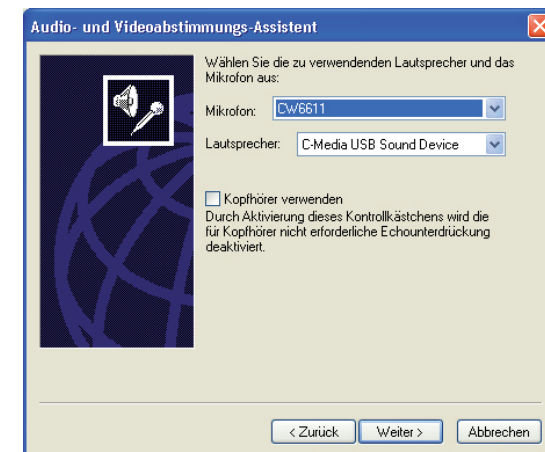 Audio- und Videoabstimmungs-Assistent
Wählen Sie die zu verwendenden Lautsprecher und das
Mikrofon aus:
Mikrofon: CW6611
Lautsprecher: C-Media USB Sound Device
Kopfhörer verwenden
Durch Aktivierung dieses Kontrollkästchens wird die
für Kopfhörer nicht erforderliche Echounterdrückung
deaktiviert.
< Zurück Weiter > Abbrechen